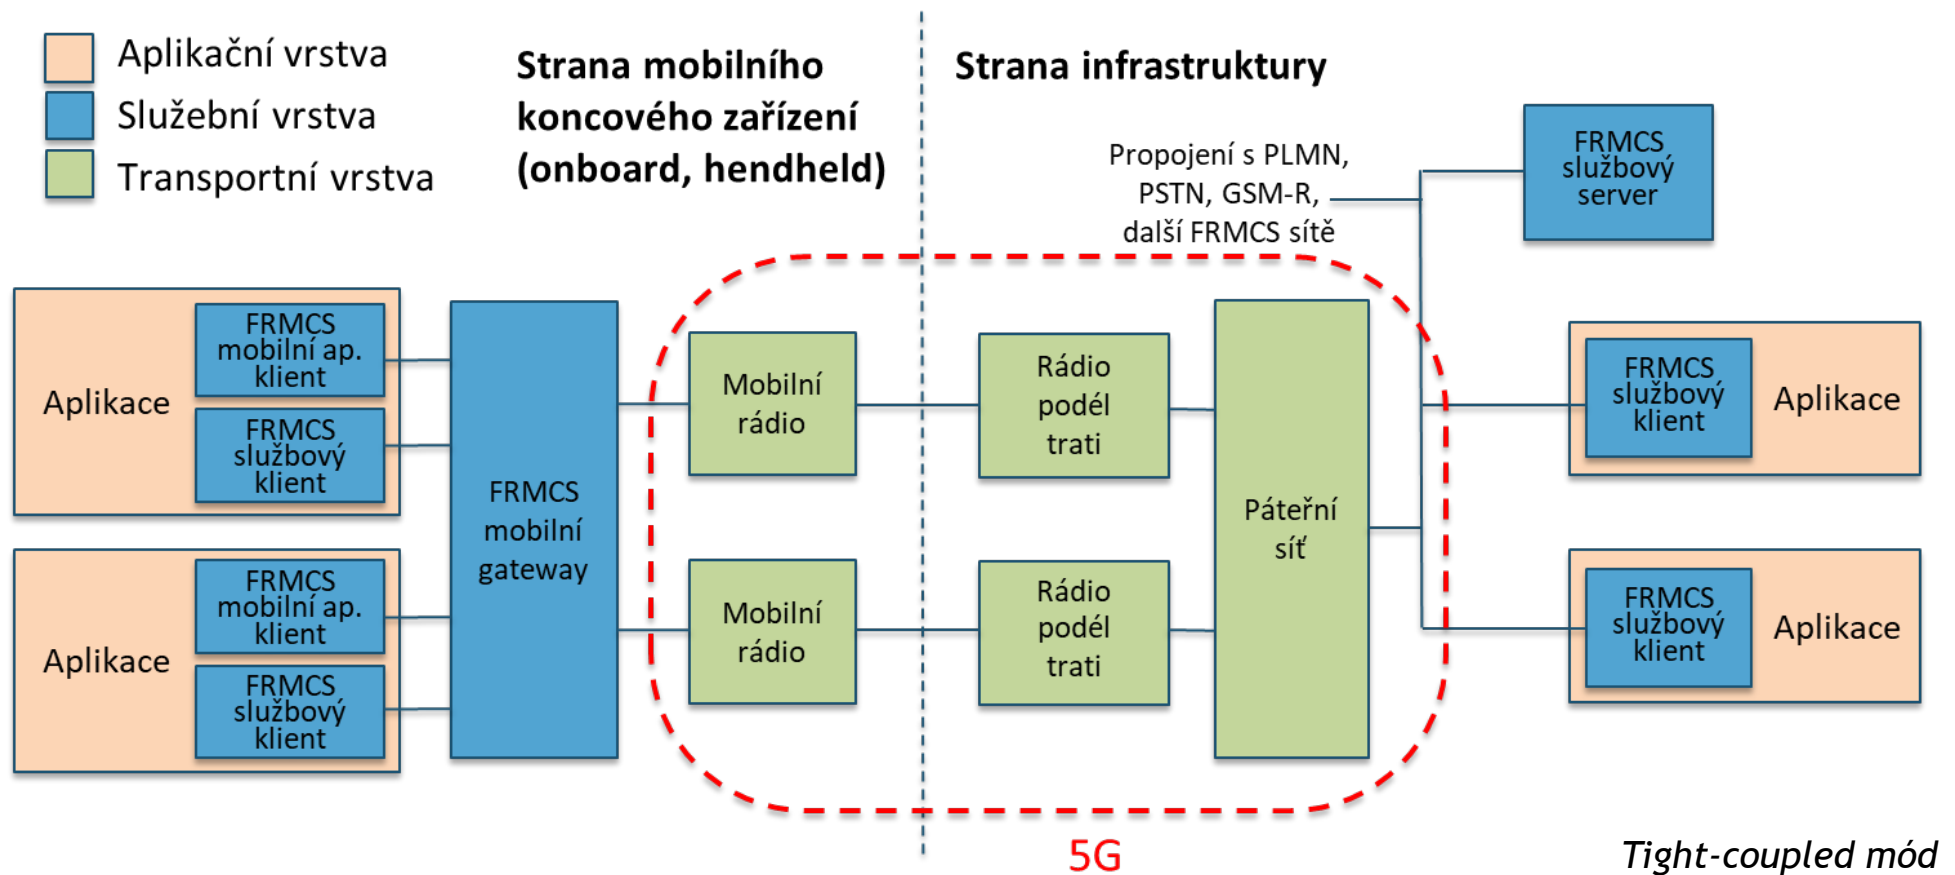 Aplikační vrstva
Služební vrstva
Transportní vrstva
Strana mobilního
koncového zařízení
(onboard, hendheld)
Strana infrastruktury
Propojení s PLMN,
PSTN, GSM-R,
další FRMCS sítě
FRMCS
službový
server
Aplikace
FRMCS
mobilní ap.
klient
FRMCS
službový
klient
Aplikace
FRMCS
mobilní ap.
klient
FRMCS
službový
klient
FRMCS
mobilní
gateway
Mobilní
rádio
Mobilní
rádio
Rádio
podél
trati
Rádio
podél
trati
Páteřní
síť
FRMCS
službový
klient
Aplikace
FRMCS
službový
klient
Aplikace
5G
Tight-coupled mód